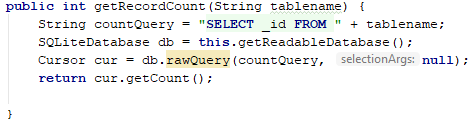 public int getRecordCount(String tablename) {
    String countQuery = "SELECT _id FROM " + tablename;
    SQLiteDatabase db = this.getReadableDatabase();
    Cursor cur = db.rawQuery(countQuery, selectionArgs: null);
    return cur.getCount();
}